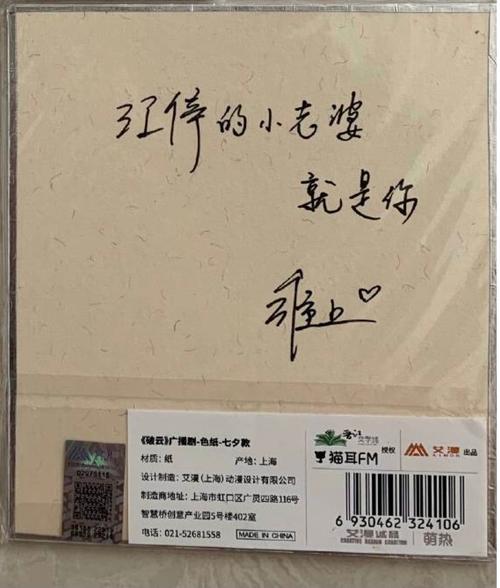 江停的小老婆
就是你
《破云》广播剧-色纸-七夕款
材质: 纸 产地: 上海
设计制造: 艾漫(上海)动漫设计有限公司
制造商地址: 上海市虹口区广灵四路116号
智慧桥创意产业园5号楼402室
电话: 021-52681558 MADE IN CHINA
晋江文学城
猫耳FM 授权
艾漫 出品
6 930462 324106
艾漫诚品 萌热